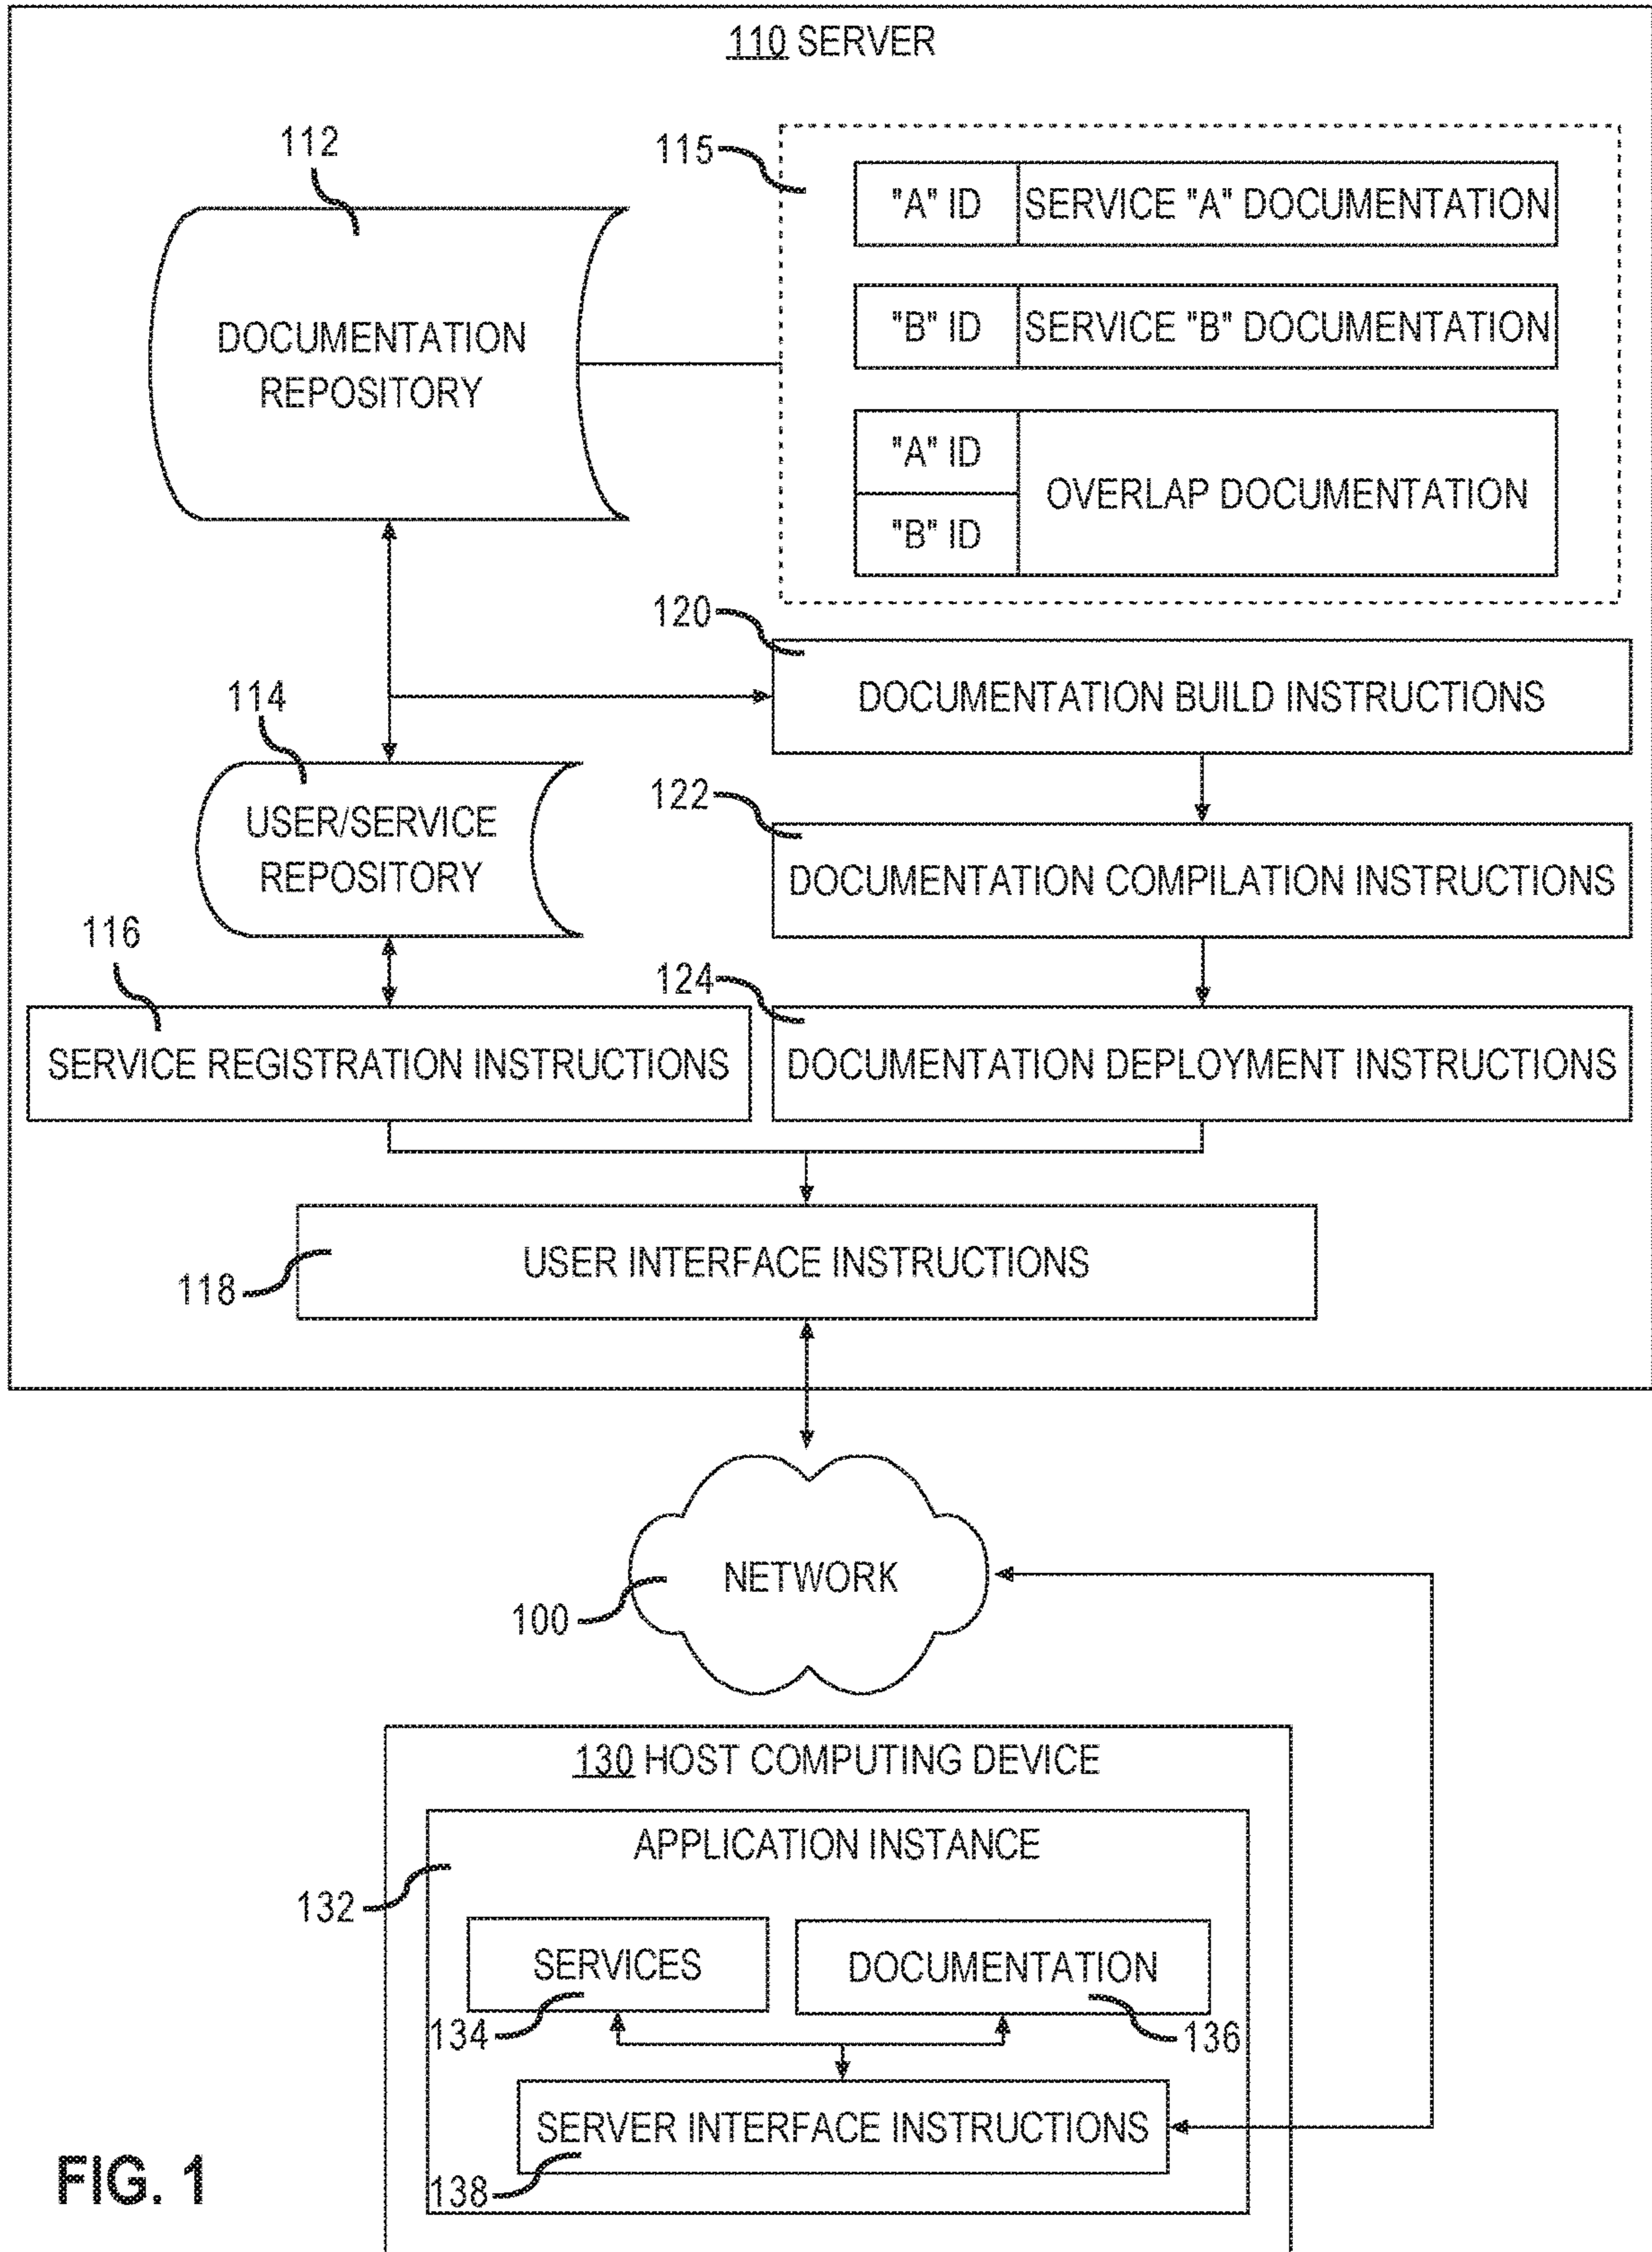 110 SERVER
112
115
"A" ID
SERVICE "A" DOCUMENTATION
"B" ID
SERVICE "B" DOCUMENTATION
DOCUMENTATION
REPOSITORY
"A" ID
"B" ID
OVERLAP DOCUMENTATION
120
DOCUMENTATION BUILD INSTRUCTIONS
114
USER/SERVICE
REPOSITORY
122
DOCUMENTATION COMPILATION INSTRUCTIONS
116
SERVICE REGISTRATION INSTRUCTIONS
124
DOCUMENTATION DEPLOYMENT INSTRUCTIONS
USER INTERFACE INSTRUCTIONS
118
NETWORK
100
130 HOST COMPUTING DEVICE
APPLICATION INSTANCE
132
SERVICES
134
DOCUMENTATION
136
SERVER INTERFACE INSTRUCTIONS
138
FIG. 1